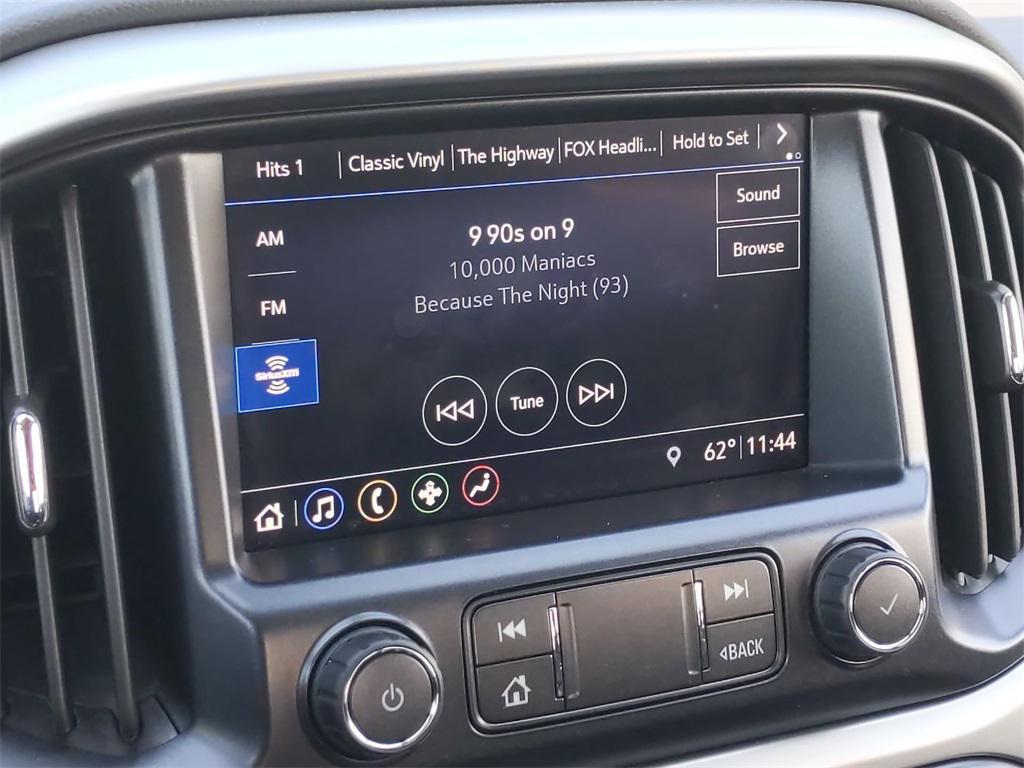 Hits 1 Classic Vinyl The Highway FOX Headli... Hold to Set
Sound
AM
9 90s on 9
Browse
10,000 Maniacs
FM
Because The Night (93)
SiriusXM
Tune
62° 11:44
BACK